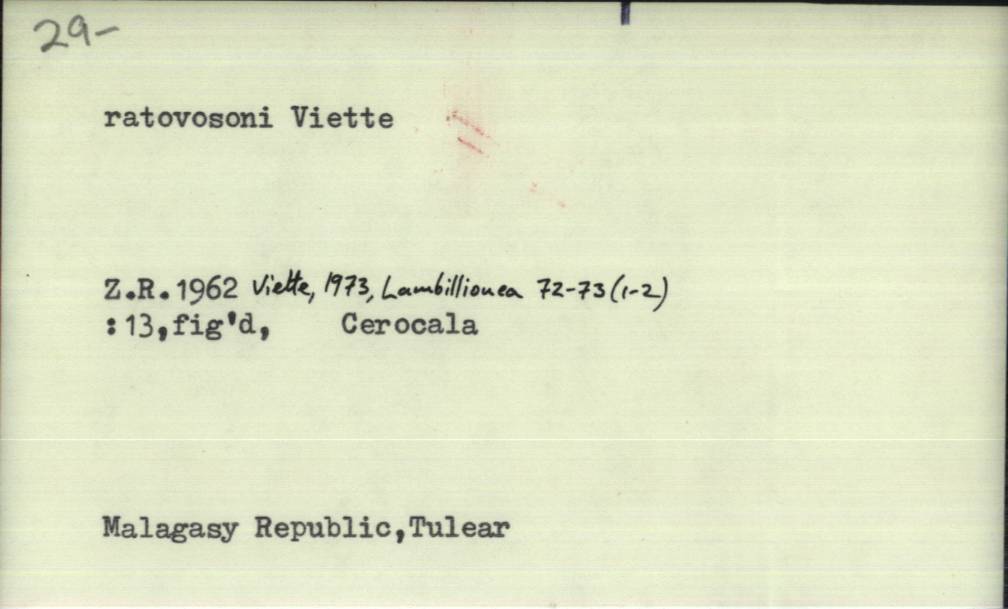 29-
ratovosoni Viette
Z.R.1962 Viette, 1973, Lambillionea 72-73(1-2)
:13,fig'd, Cerocala
Malagasy Republic,Tulear